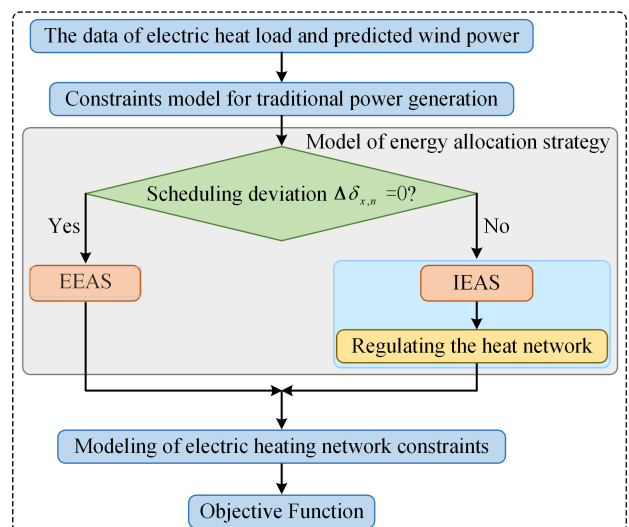 The data of electric heat load and predicted wind power
Constraints model for traditional power generation
Model of energy allocation strategy
Scheduling deviation Δδx,n =0?
Yes
No
EEAS
IEAS
Regulating the heat network
Modeling of electric heating network constraints
Objective Function